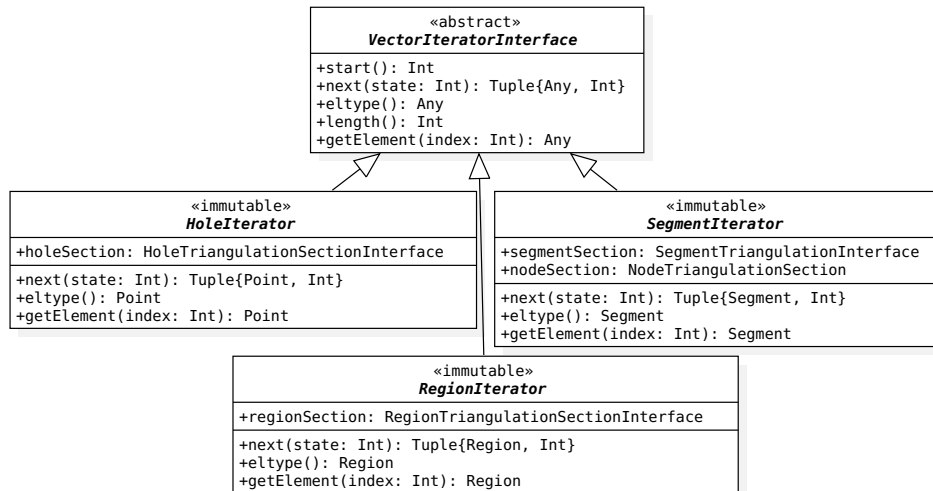 «abstract»
VectorIteratorInterface
+start(): Int
+next(state: Int): Tuple{Any, Int}
+eltype(): Any
+length(): Int
+getElement(index: Int): Any
«immutable»
HoleIterator
+holeSection: HoleTriangulationSectionInterface
+next(state: Int): Tuple{Point, Int}
+eltype(): Point
+getElement(index: Int): Point
«immutable»
SegmentIterator
+segmentSection: SegmentTriangulationInterface
+nodeSection: NodeTriangulationSection
+next(state: Int): Tuple{Segment, Int}
+eltype(): Segment
+getElement(index: Int): Segment
«immutable»
RegionIterator
+regionSection: RegionTriangulationSectionInterface
+next(state: Int): Tuple{Region, Int}
+eltype(): Region
+getElement(index: Int): Region